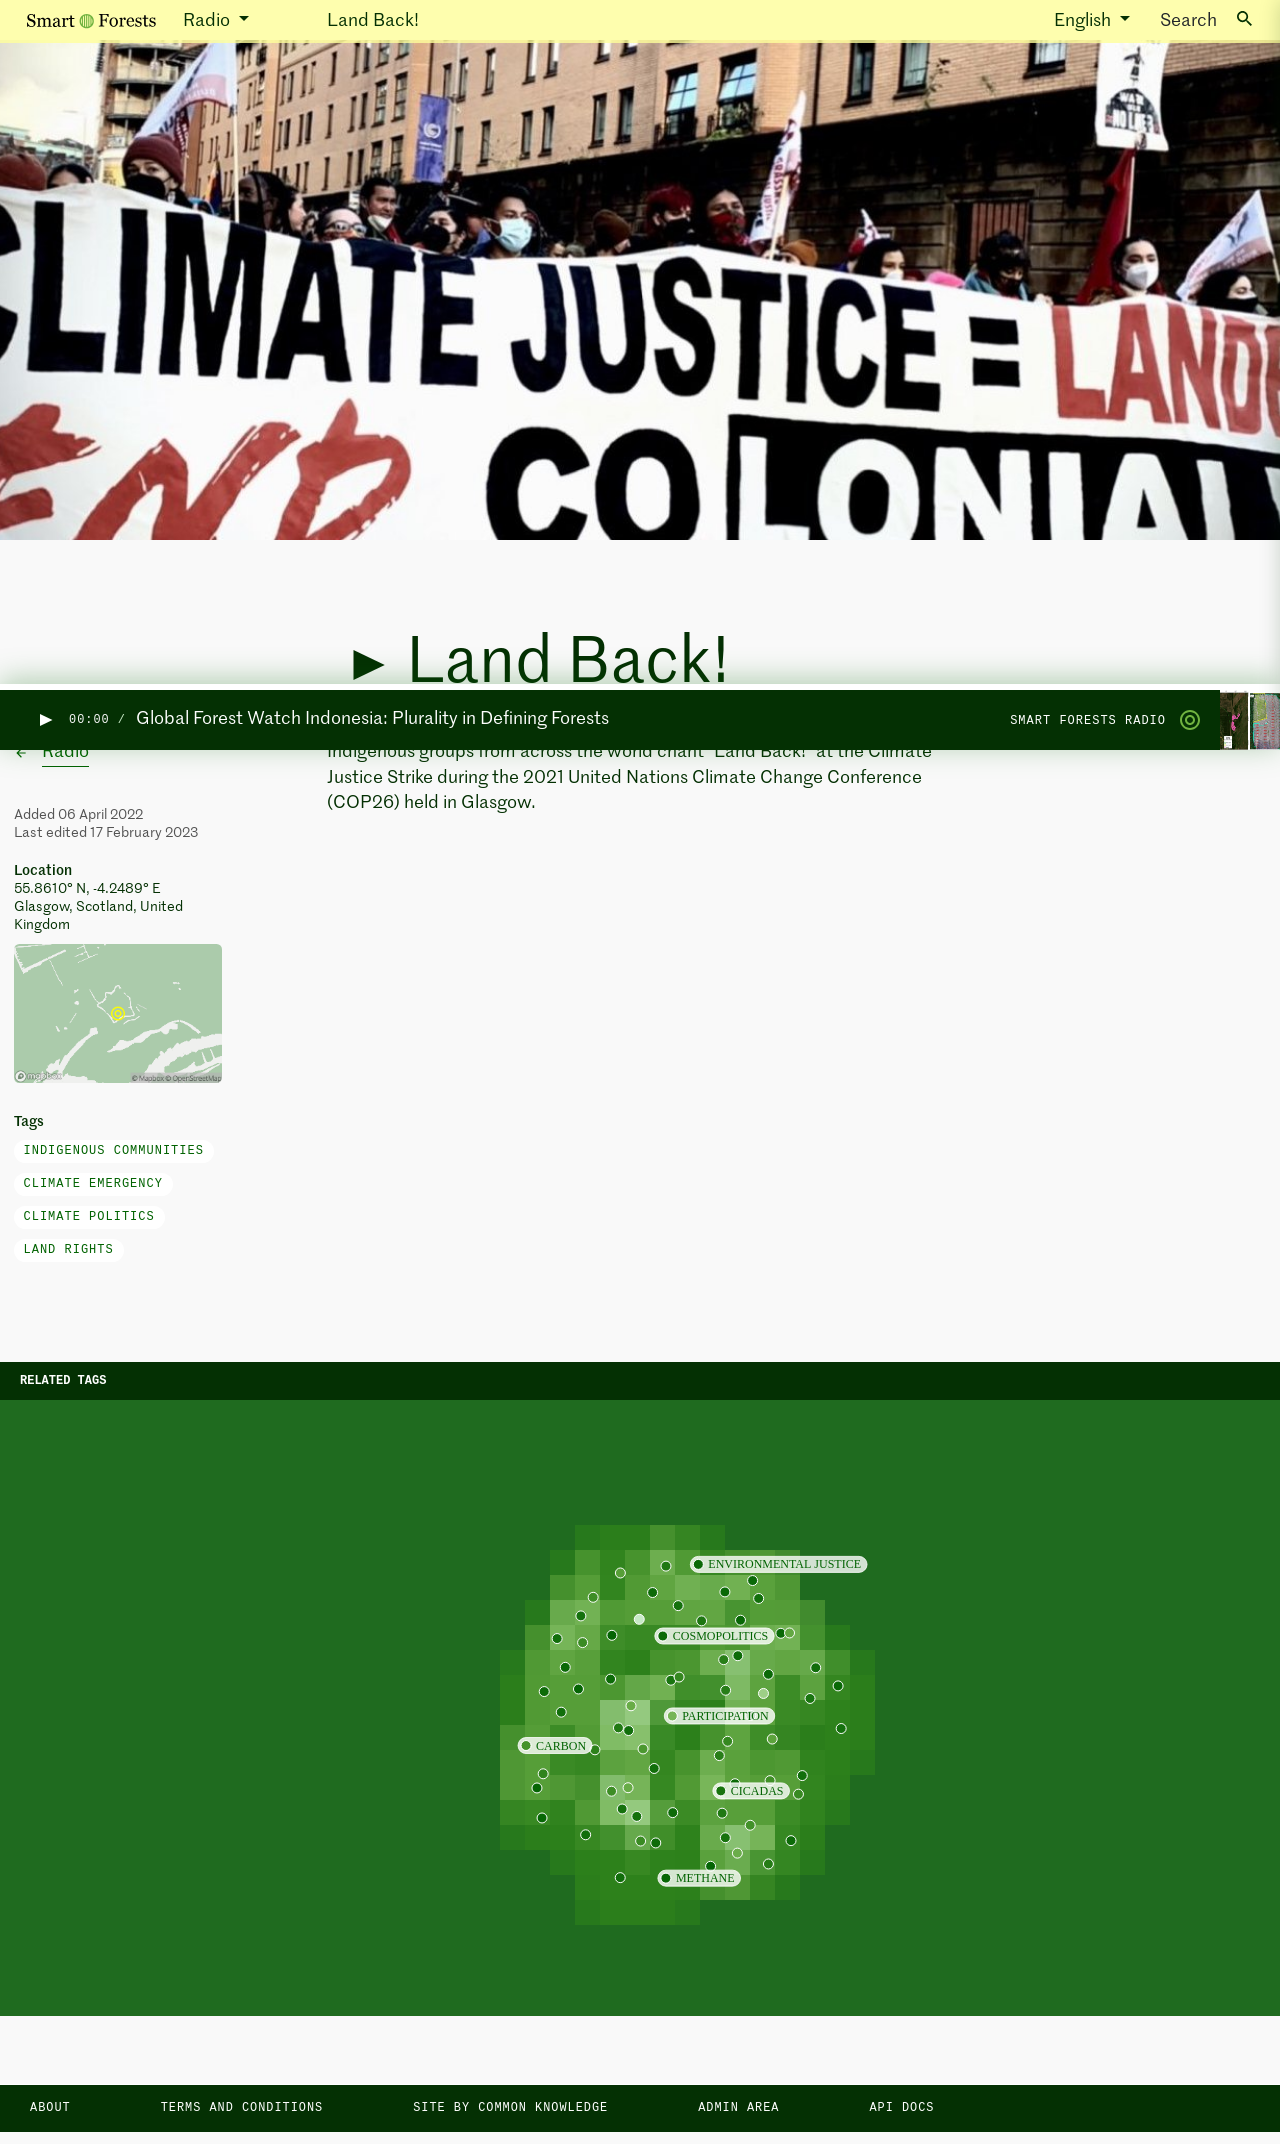 Smart Forests Radio Land Back! English Search
NO LIE?
CLIMATE JUSTICE = LAND
END COLONIAL
Land Back!
00:00 / Global Forest Watch Indonesia: Plurality in Defining Forests SMART FORESTS RADIO
Radio
Indigenous groups from across the world chant "Land Back!" at the Climate
Justice Strike during the 2021 United Nations Climate Change Conference
(COP26) held in Glasgow.
Added 06 April 2022
Last edited 17 February 2023
Location
55.8610° N, -4.2489° E
Glasgow, Scotland, United
Kingdom
mapbox © Mapbox © OpenStreetMap
Tags
INDIGENOUS COMMUNITIES
CLIMATE EMERGENCY
CLIMATE POLITICS
LAND RIGHTS
RELATED TAGS
ENVIRONMENTAL JUSTICE
COSMOPOLITICS
PARTICIPATION
CARBON
CICADAS
METHANE
ABOUT TERMS AND CONDITIONS SITE BY COMMON KNOWLEDGE ADMIN AREA API DOCS